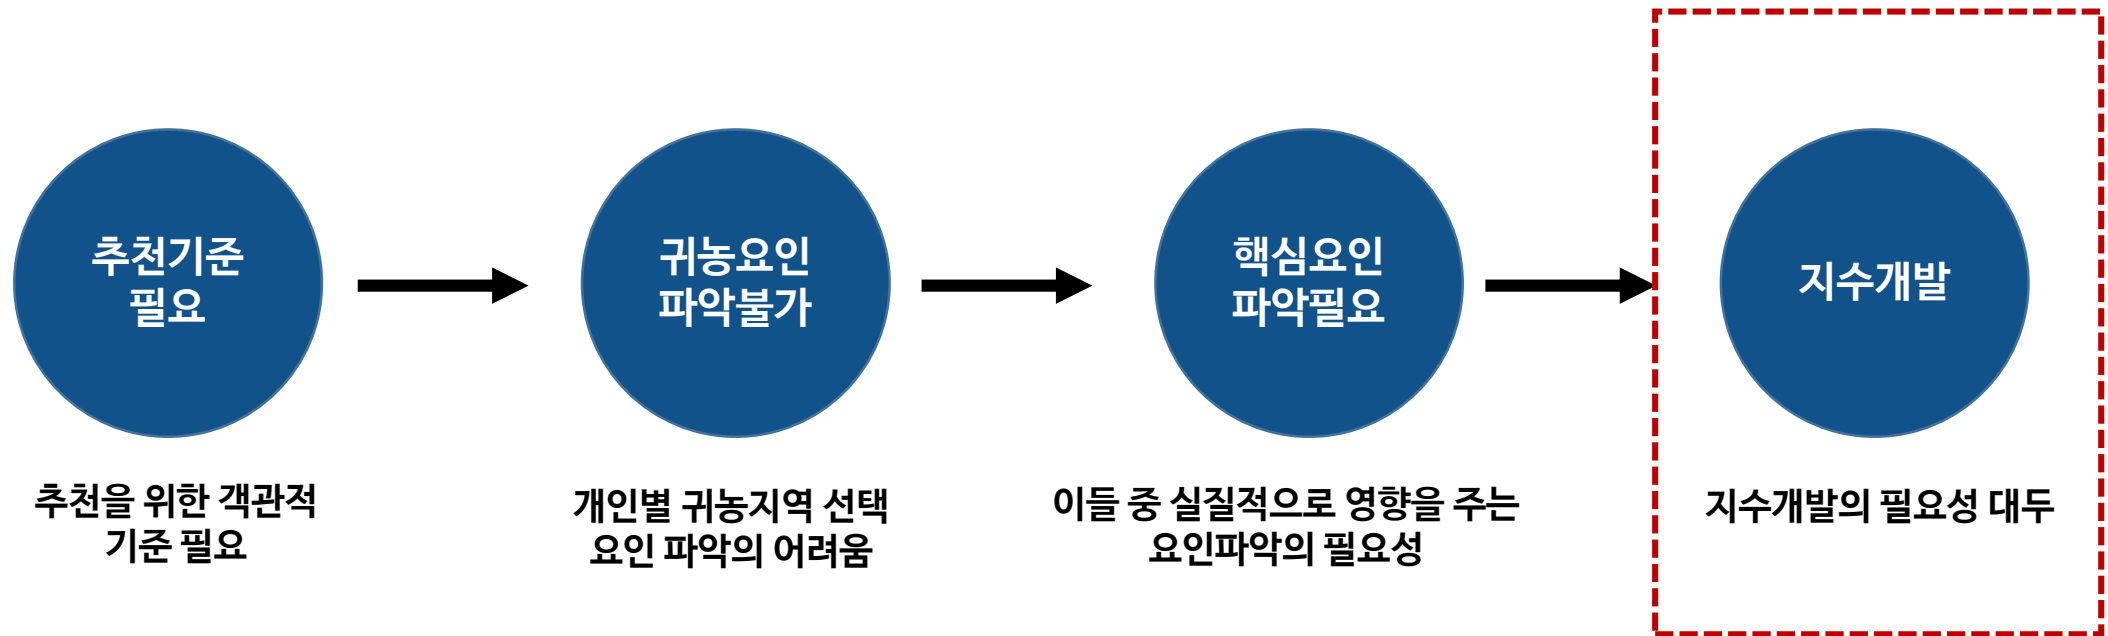 추천기준
필요
귀농요인
파악불가
핵심요인
파악필요
지수개발
추천을 위한 객관적
기준 필요
개인별 귀농지역 선택
요인 파악의 어려움
이들 중 실질적으로 영향을 주는
요인파악의 필요성
지수개발의 필요성 대두